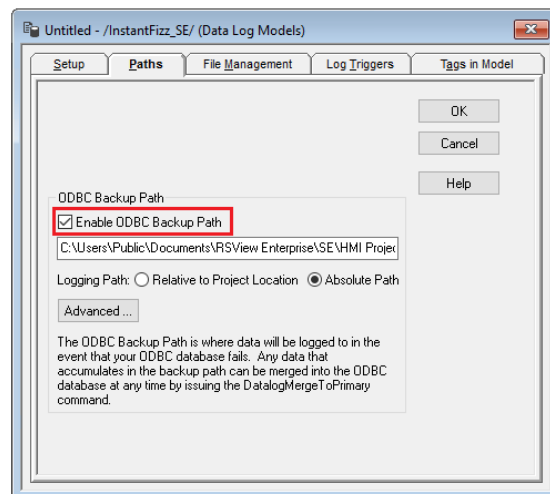 Untitled - /InstantFizz_SE/ (Data Log Models)
Setup Paths File Management Log Triggers Tags in Model
OK
Cancel
Help
ODBC Backup Path
Enable ODBC Backup Path
C:\Users\Public\Documents\RSView Enterprise\SE\HMI Projec
Logging Path: Relative to Project Location Absolute Path
Advanced ...
The ODBC Backup Path is where data will be logged to in the
event that your ODBC database fails. Any data that
accumulates in the backup path can be merged into the ODBC
database at any time by issuing the DatalogMergeToPrimary
command.